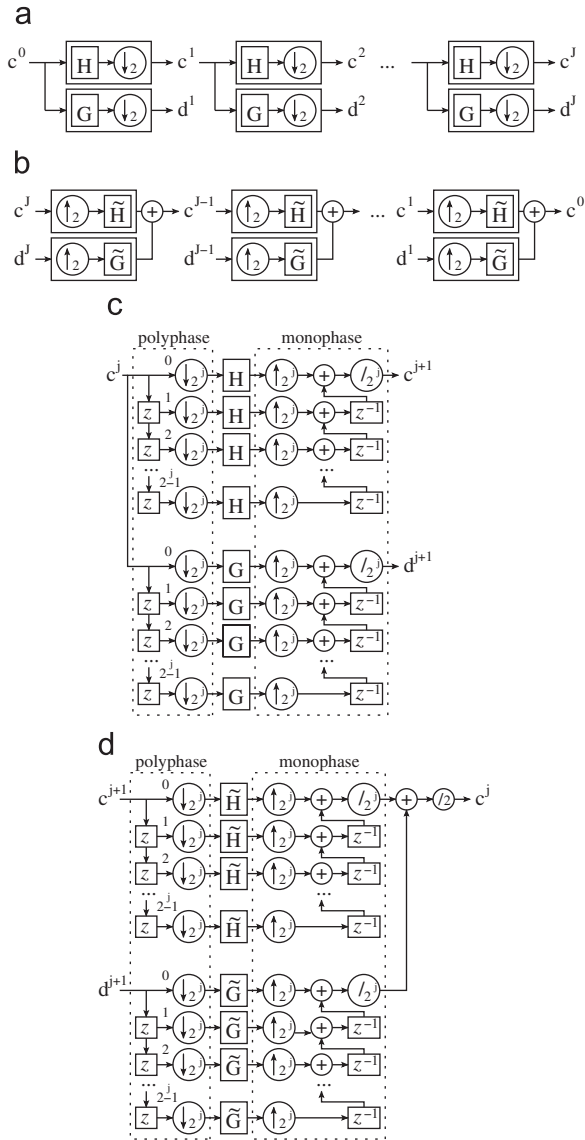 a
c⁰ H ↓2 c¹ H ↓2 c² ... H ↓2 cᴶ
G ↓2 d¹ G ↓2 d² G ↓2 dᴶ
b
cᴶ ↑2 H̃ + cᴶ⁻¹ ↑2 H̃ + ... c¹ ↑2 H̃ + c⁰
dᴶ ↑2 G̃ dᴶ⁻¹ ↑2 G̃ d¹ ↑2 G̃
c
polyphase monophase
cʲ 0 ↓2ʲ H ↑2ʲ + /2ʲ cʲ⁺¹
z 1 ↓2ʲ H ↑2ʲ + z⁻¹
z 2 ↓2ʲ H ↑2ʲ + z⁻¹
... ...
z 2ʲ-1 ↓2ʲ H ↑2ʲ z⁻¹
0 ↓2ʲ G ↑2ʲ + /2ʲ dʲ⁺¹
z 1 ↓2ʲ G ↑2ʲ + z⁻¹
z 2 ↓2ʲ G ↑2ʲ + z⁻¹
... ...
z 2ʲ-1 ↓2ʲ G ↑2ʲ z⁻¹
d
polyphase monophase
cʲ⁺¹ 0 ↓2ʲ H̃ ↑2ʲ + /2ʲ + /2 cʲ
z 1 ↓2ʲ H̃ ↑2ʲ + z⁻¹
z 2 ↓2ʲ H̃ ↑2ʲ + z⁻¹
... ...
z 2ʲ-1 ↓2ʲ H̃ ↑2ʲ z⁻¹
dʲ⁺¹ 0 ↓2ʲ G̃ ↑2ʲ + /2ʲ
z 1 ↓2ʲ G̃ ↑2ʲ + z⁻¹
z 2 ↓2ʲ G̃ ↑2ʲ + z⁻¹
... ...
z 2ʲ-1 ↓2ʲ G̃ ↑2ʲ z⁻¹